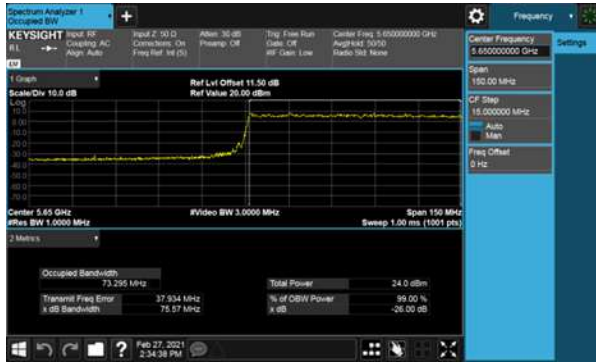 Spectrum Analyzer 1
Occupied BW
Frequency
KEYSIGHT Input: RF
Coupling: AC
Align: Auto
Input Z: 50 Ω
Corrections: On
Freq Ref: Int (S)
Atten: 30 dB
Preamp: Off
Trig: Free Run
Gate: Off
#IF Gain: Low
Center Freq: 5.650000000 GHz
Avg|Hold: 50/50
Radio Std: None
RL
Center Frequency
5.650000000 GHz
Settings
Span
150.00 MHz
CF Step
15.000000 MHz
Auto
Man
Freq Offset
0 Hz
1 Graph
Scale/Div 10.0 dB
Ref Lvl Offset 11.50 dB
Ref Value 20.00 dBm
Log
10.0
0.00
Center 5.65 GHz
#Res BW 1.0000 MHz
#Video BW 3.0000 MHz
Span 150 MHz
Sweep 1.00 ms (1001 pts)
2 Metrics
Occupied Bandwidth
73.295 MHz
Total Power 24.0 dBm
Transmit Freq Error 37.934 MHz
% of OBW Power 99.00 %
x dB Bandwidth 75.57 MHz
x dB -26.00 dB
Feb 27, 2021
2:34:38 PM